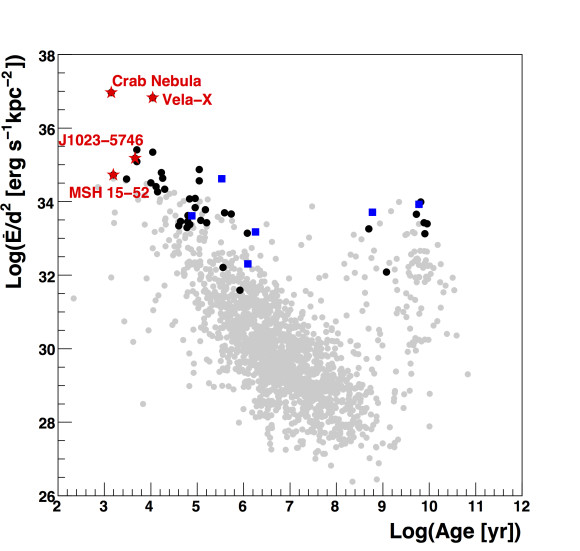 Log(Ė/d² [erg s⁻¹kpc⁻²])
38
36
34
32
30
28
26
Crab Nebula
Vela-X
J1023-5746
MSH 15-52
2 3 4 5 6 7 8 9 10 11 12
Log(Age [yr])